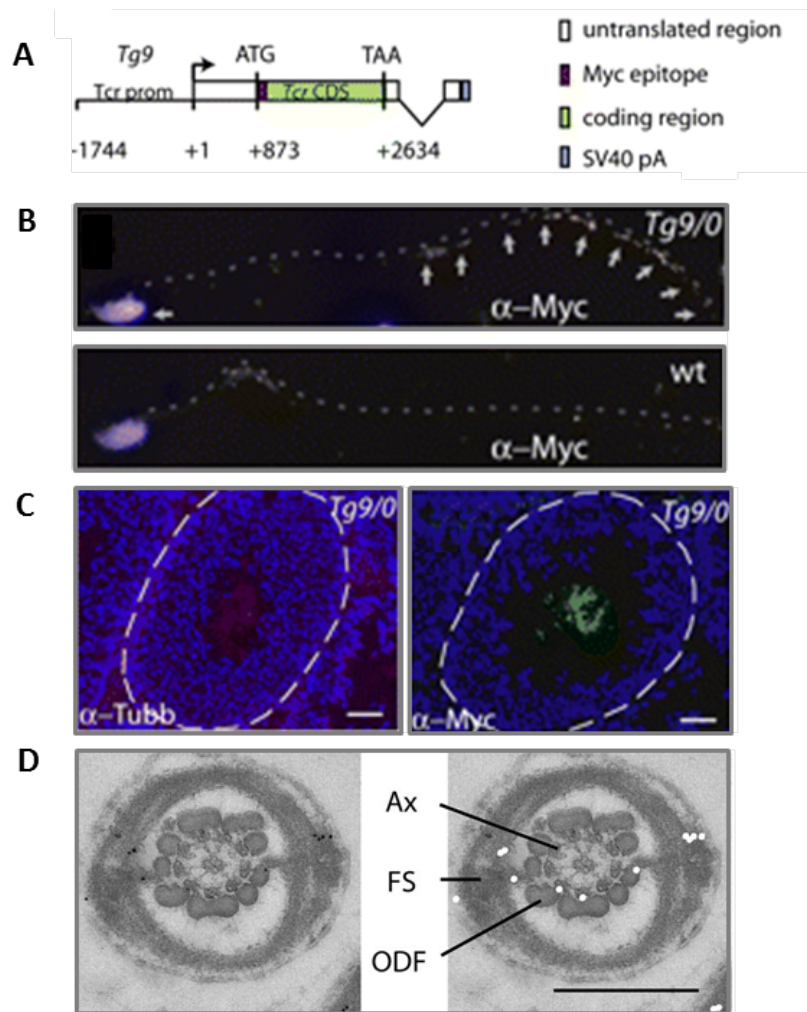 A
Tg9
ATG
TAA
Tcr prom
Tcr CDS
-1744
+1
+873
+2634
untranslated region
Myc epitope
coding region
SV40 pA
B
Tg9/0
α–Myc
wt
α–Myc
C
Tg9/0
α–Tubb
Tg9/0
α–Myc
D
Ax
FS
ODF